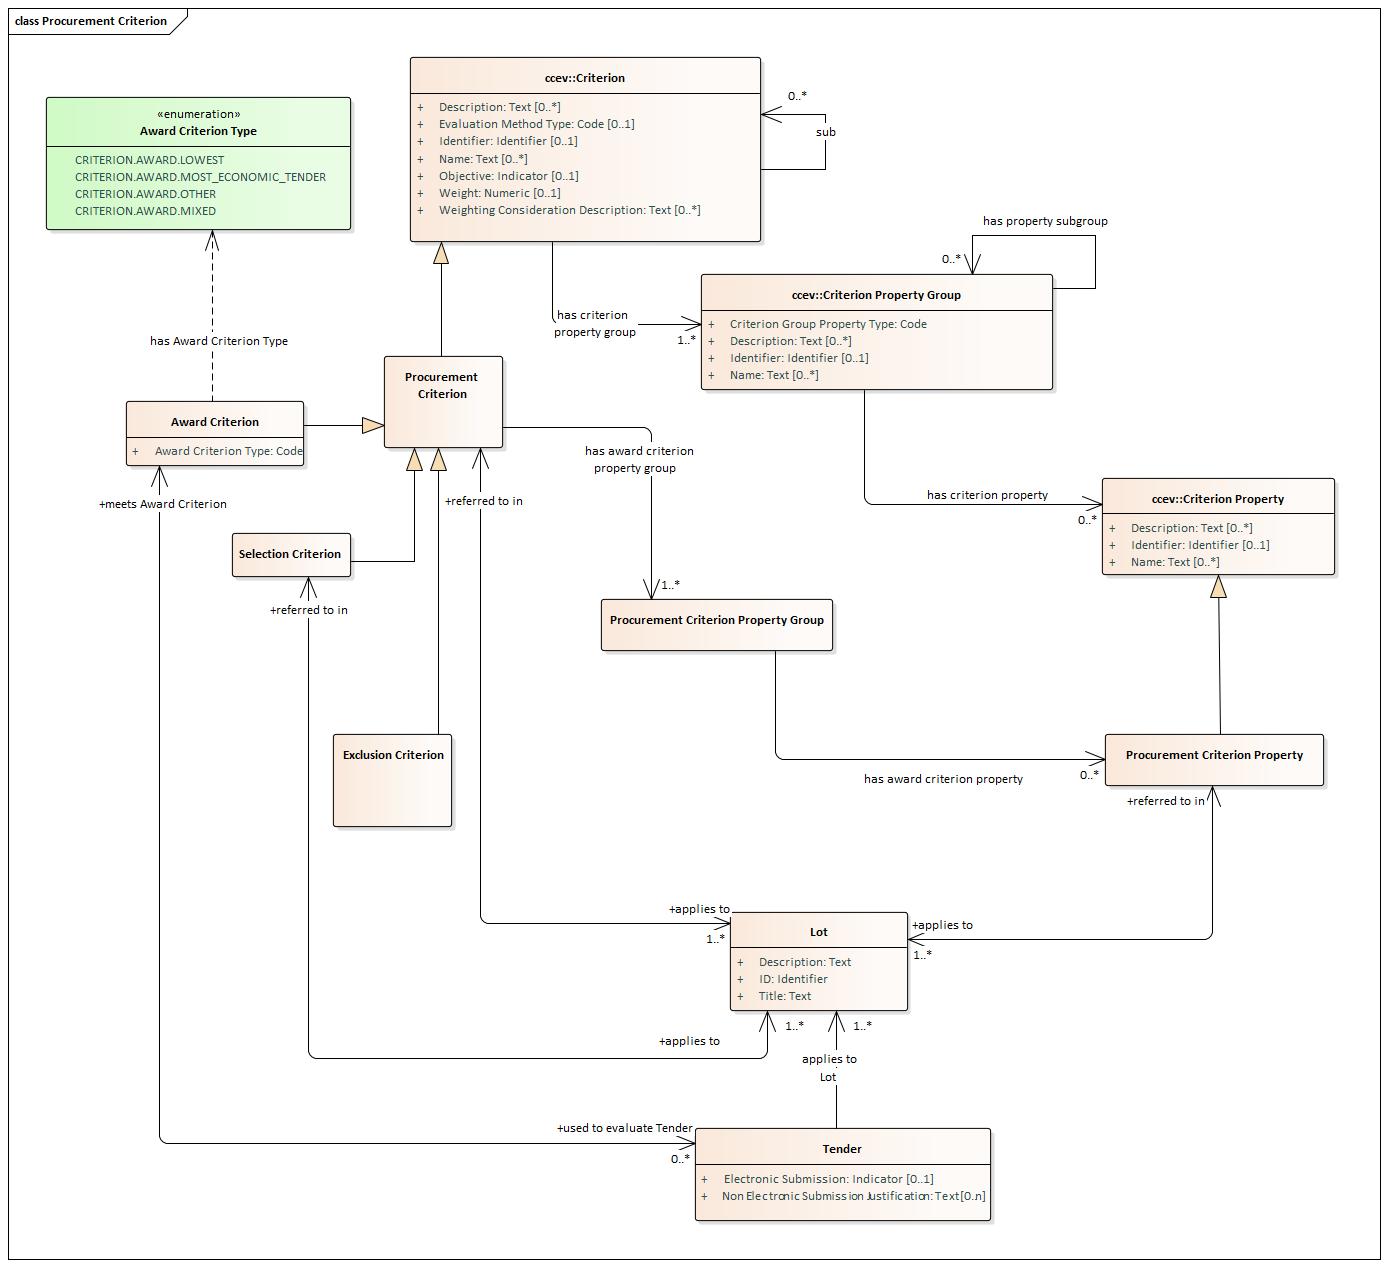 class Procurement Criterion
ccev::Criterion
+ Description: Text [0..*]
+ Evaluation Method Type: Code [0..1]
+ Identifier: Identifier [0..1]
+ Name: Text [0..*]
+ Objective: Indicator [0..1]
+ Weight: Numeric [0..1]
+ Weighting Consideration Description: Text [0..*]
0..*
sub
«enumeration»
Award Criterion Type
CRITERION.AWARD.LOWEST
CRITERION.AWARD.MOST_ECONOMIC_TENDER
CRITERION.AWARD.OTHER
CRITERION.AWARD.MIXED
has property subgroup
0..*
ccev::Criterion Property Group
+ Criterion Group Property Type: Code
+ Description: Text [0..*]
+ Identifier: Identifier [0..1]
+ Name: Text [0..*]
has criterion
property group
1..*
has Award Criterion Type
Procurement
Criterion
Award Criterion
+ Award Criterion Type: Code
has award criterion
property group
+meets Award Criterion
+referred to in
has criterion property
0..*
ccev::Criterion Property
+ Description: Text [0..*]
+ Identifier: Identifier [0..1]
+ Name: Text [0..*]
Selection Criterion
+referred to in
1..*
Procurement Criterion Property Group
Exclusion Criterion
Procurement Criterion Property
has award criterion property
0..*
+referred to in
+applies to
1..*
Lot
+ Description: Text
+ ID: Identifier
+ Title: Text
+applies to
1..*
1..*
1..*
+applies to
applies to
Lot
+used to evaluate Tender
0..*
Tender
+ Electronic Submission: Indicator [0..1]
+ Non Electronic Submission Justification: Text[0.n]